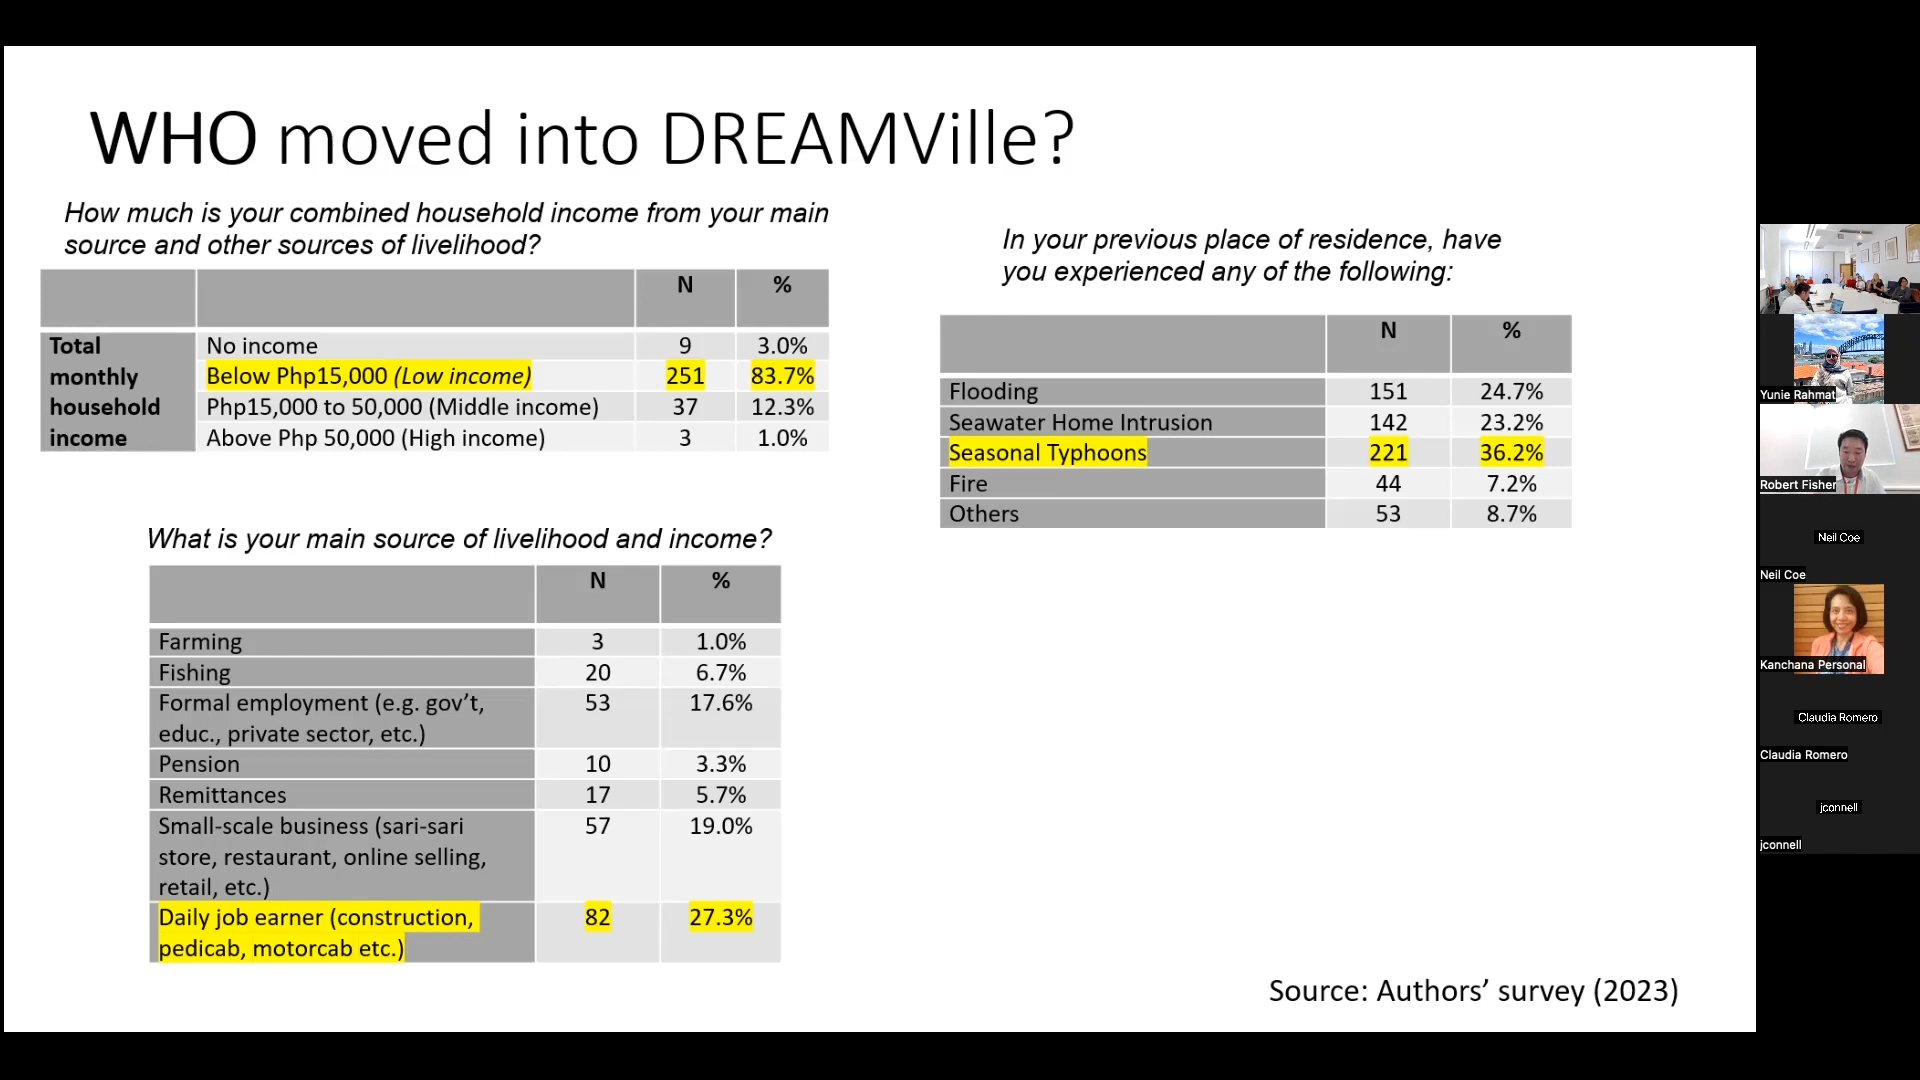 WHO moved into DREAMVille?
How much is your combined household income from your main
source and other sources of livelihood?
N %
Total No income 9 3.0%
monthly Below Php15,000 (Low income) 251 83.7%
household Php15,000 to 50,000 (Middle income) 37 12.3%
income Above Php 50,000 (High income) 3 1.0%
What is your main source of livelihood and income?
N %
Farming 3 1.0%
Fishing 20 6.7%
Formal employment (e.g. gov’t, 53 17.6%
educ., private sector, etc.)
Pension 10 3.3%
Remittances 17 5.7%
Small-scale business (sari-sari 57 19.0%
store, restaurant, online selling,
retail, etc.)
Daily job earner (construction, 82 27.3%
pedicab, motorcab etc.)
In your previous place of residence, have
you experienced any of the following:
N %
Flooding 151 24.7%
Seawater Home Intrusion 142 23.2%
Seasonal Typhoons 221 36.2%
Fire 44 7.2%
Others 53 8.7%
Source: Authors’ survey (2023)
Yunie Rahmat
Robert Fisher
Neil Coe
Neil Coe
Kanchana Personal
Claudia Romero
Claudia Romero
jconnell
jconnell